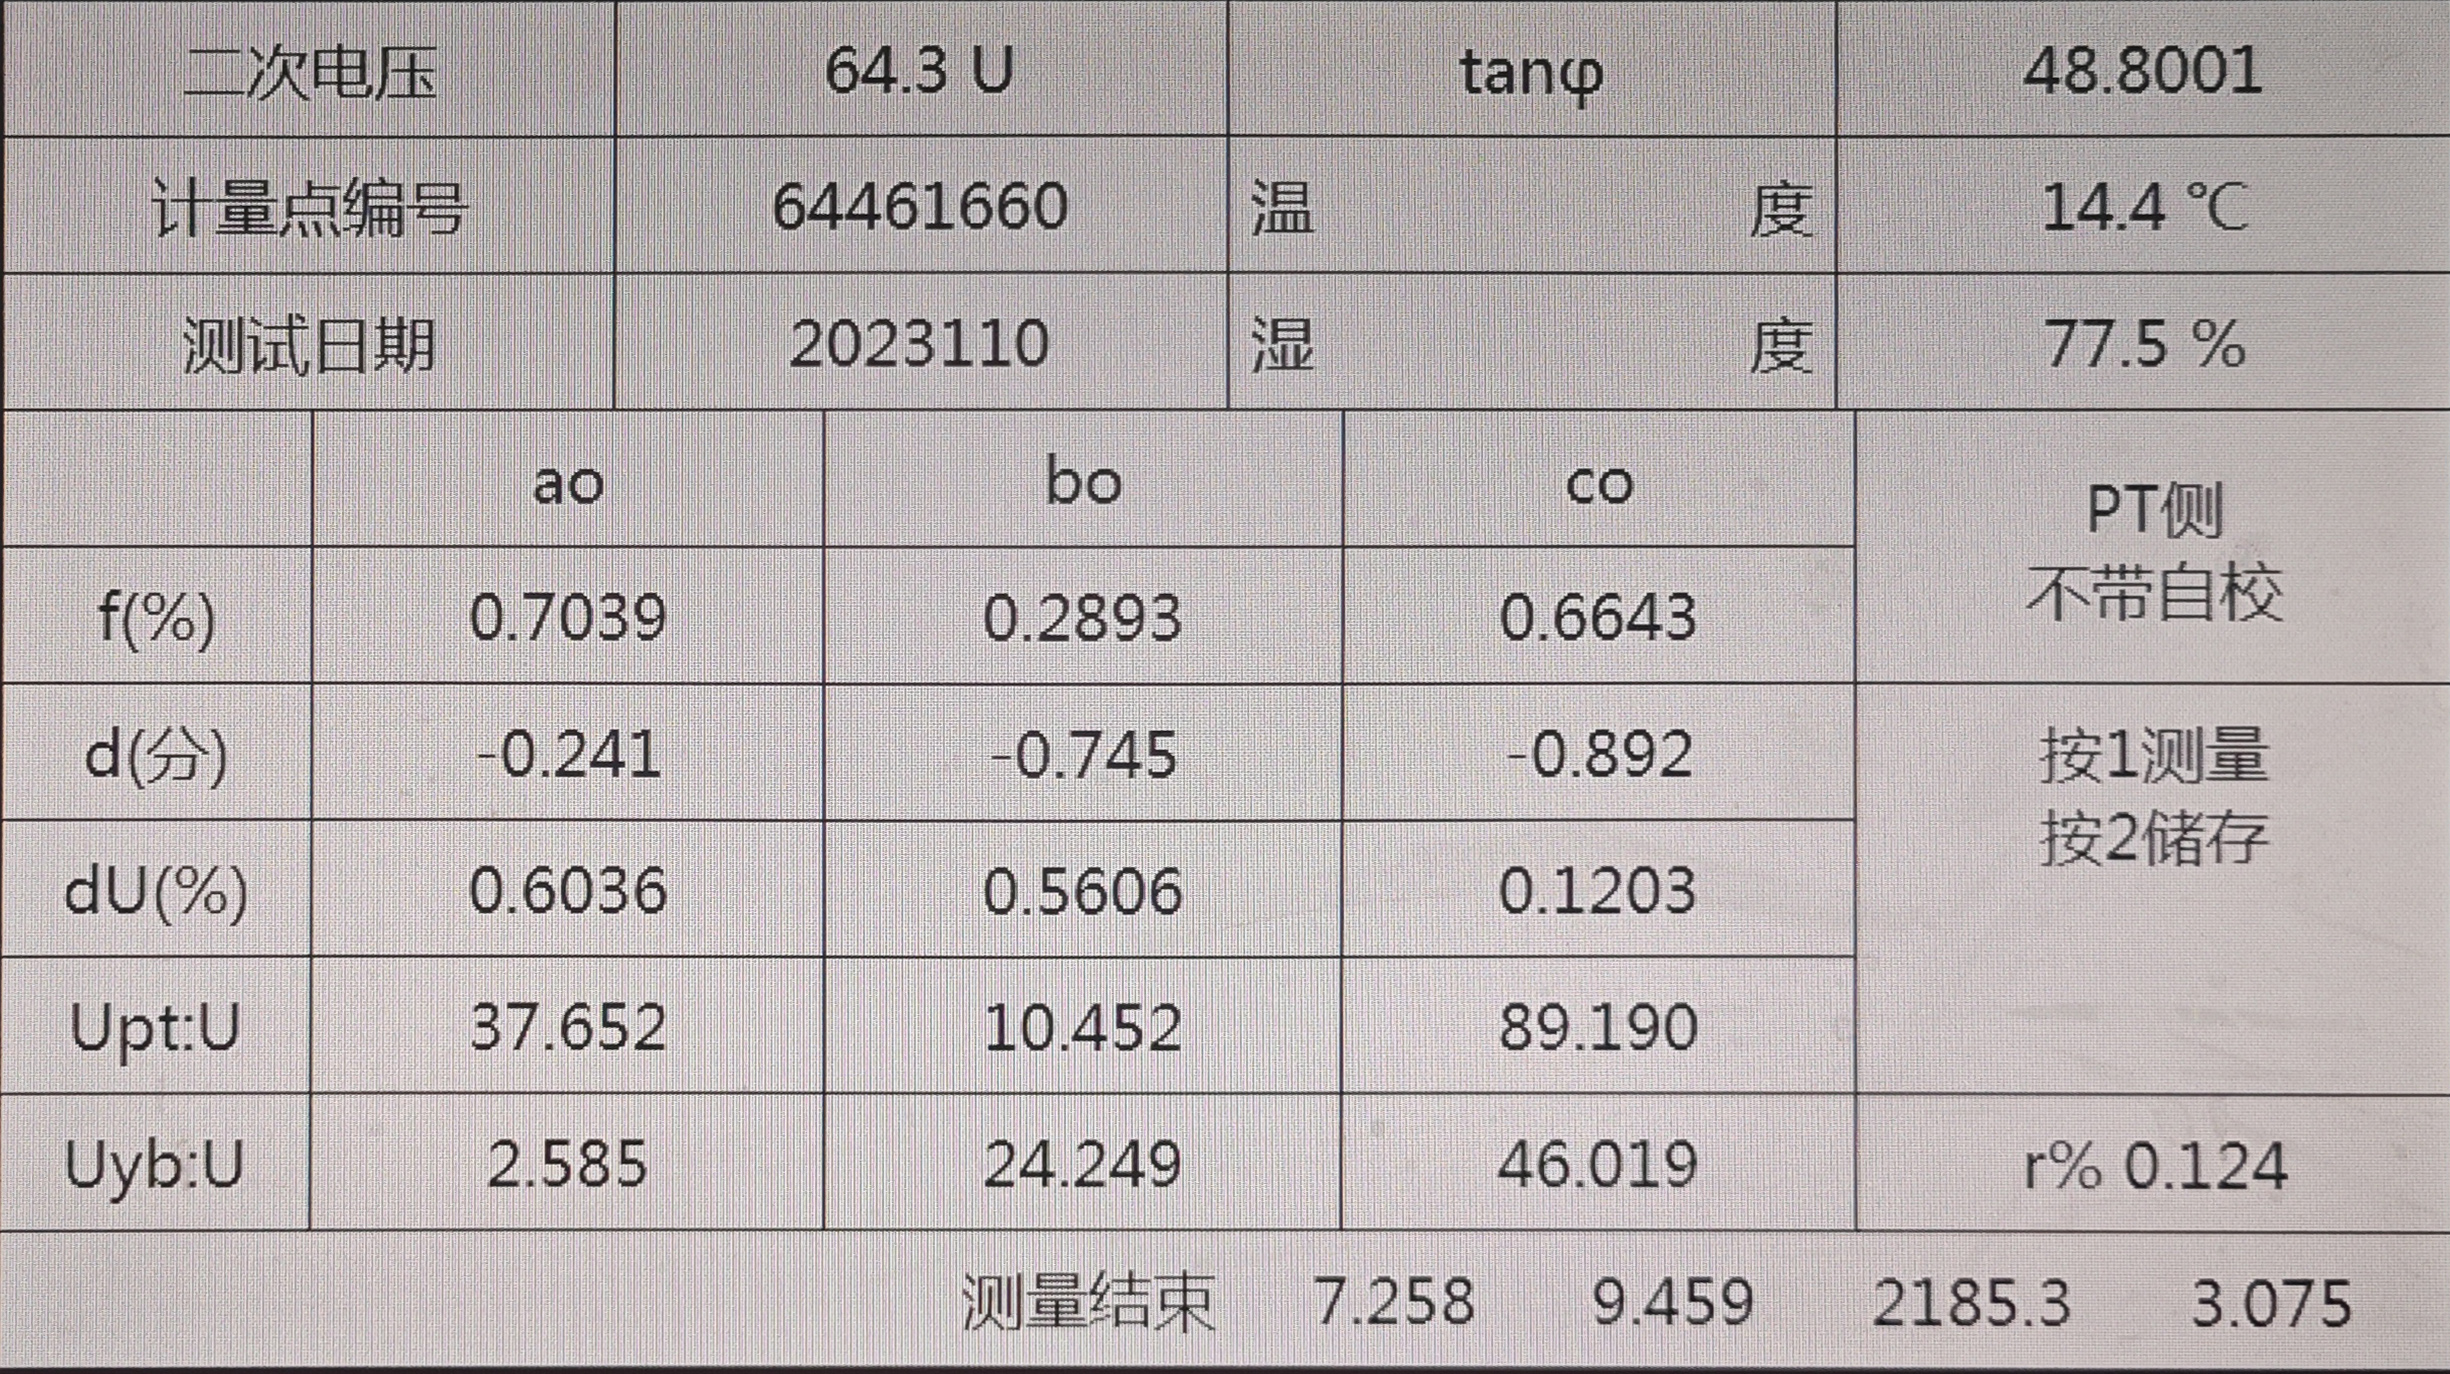 二次电压 64.3 U tanφ 48.8001
计量点编号 64461660 温 度 14.4 ℃
测试日期 2023110 湿 度 77.5 %
ao bo co
PT侧
不带自校
f(%) 0.7039 0.2893 0.6643
d(分) -0.241 -0.745 -0.892
按1测量
按2储存
dU(%) 0.6036 0.5606 0.1203
Upt:U 37.652 10.452 89.190
Uyb:U 2.585 24.249 46.019 r% 0.124
测量结束 7.258 9.459 2185.3 3.075